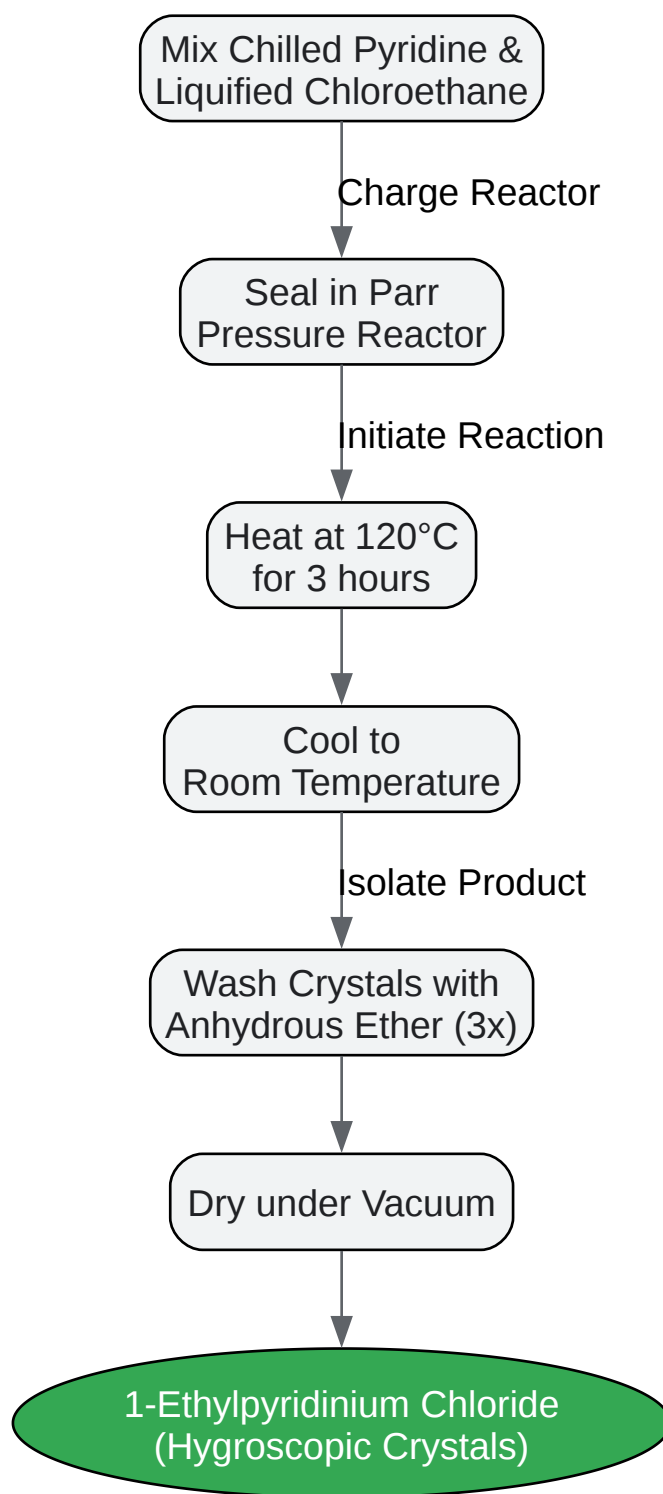 Mix Chilled Pyridine &
Liquified Chloroethane
Charge Reactor
Seal in Parr
Pressure Reactor
Initiate Reaction
Heat at 120°C
for 3 hours
Cool to
Room Temperature
Isolate Product
Wash Crystals with
Anhydrous Ether (3x)
Dry under Vacuum
1-Ethylpyridinium Chloride
(Hygroscopic Crystals)